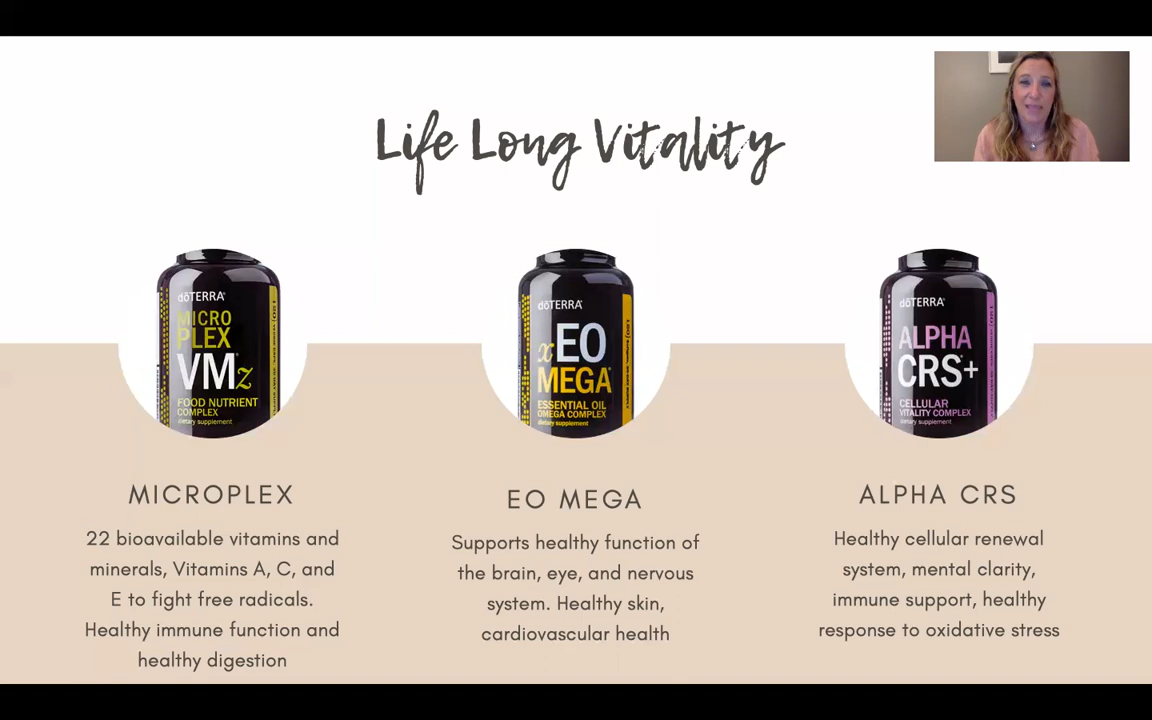 Life Long Vitality
dōTERRA
MICRO
PLEX
VMz
FOOD NUTRIENT
COMPLEX
dietary supplement
dōTERRA
xEO
MEGA
ESSENTIAL OIL
OMEGA COMPLEX
dietary supplement
dōTERRA
ALPHA
CRS+
CELLULAR
VITALITY COMPLEX
dietary supplement
MICROPLEX
22 bioavailable vitamins and
minerals, Vitamins A, C, and
E to fight free radicals.
Healthy immune function and
healthy digestion
EO MEGA
Supports healthy function of
the brain, eye, and nervous
system. Healthy skin,
cardiovascular health
ALPHA CRS
Healthy cellular renewal
system, mental clarity,
immune support, healthy
response to oxidative stress